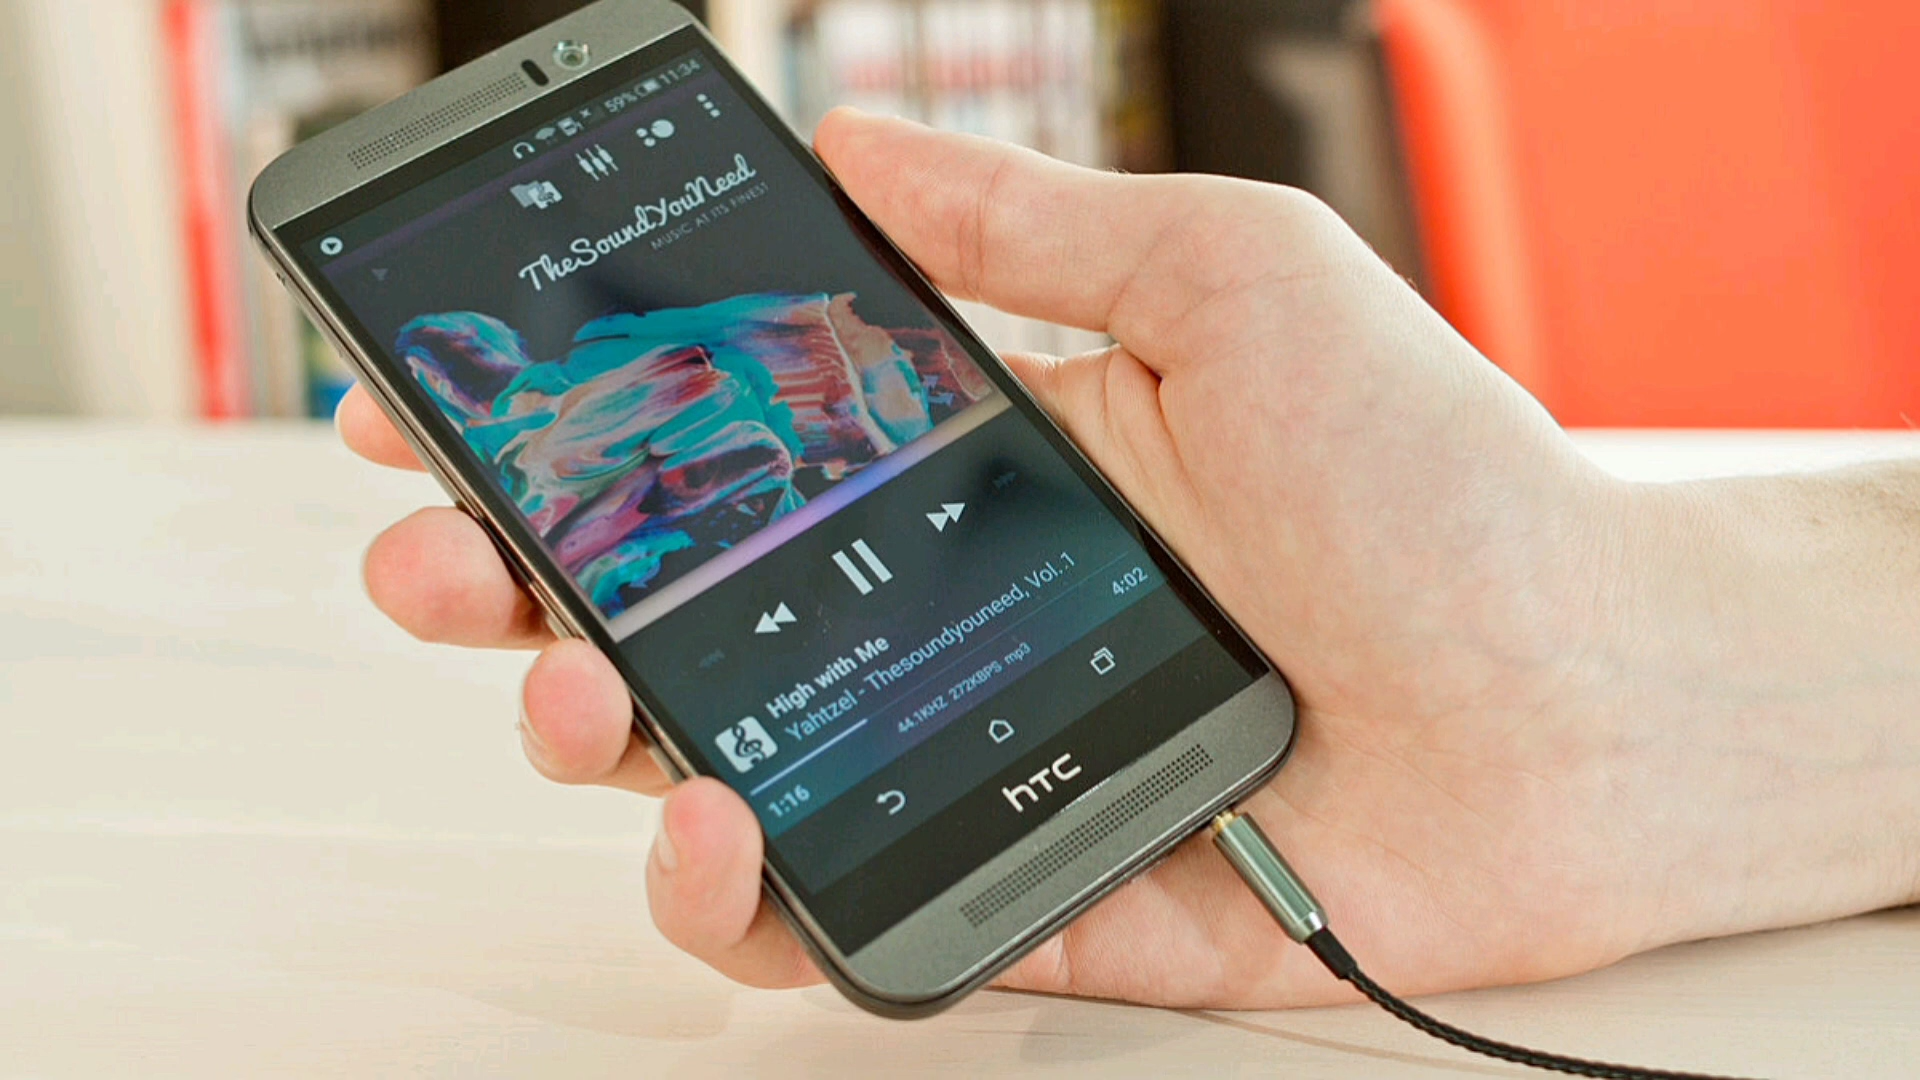 59% 11:34
TheSoundYouNeed
MUSIC AT ITS FINEST
High with Me
Yahtzel - Thesoundyouneed, Vol. 1
44.1KHZ 272KBPS mp3
1:16
4:02
hTC